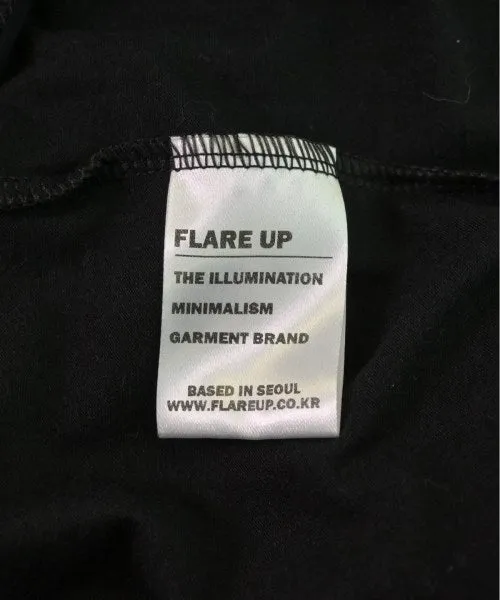 FLARE UP
THE ILLUMINATION
MINIMALISM
GARMENT BRAND
BASED IN SEOUL
WWW.FLAREUP.CO.KR